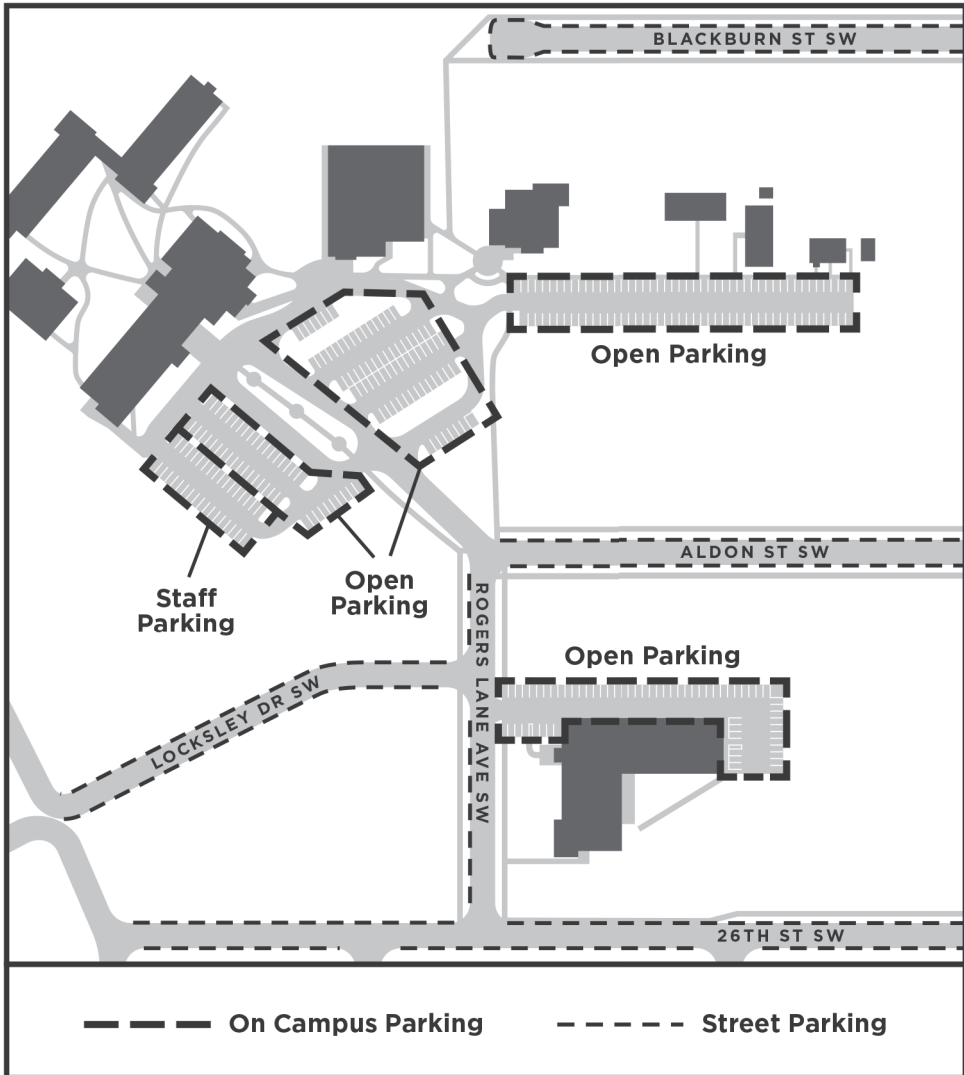 BLACKBURN ST SW
Open Parking
ALDON ST SW
Staff
Parking
Open
Parking
ROGERS LANE AVE SW
Open Parking
LOCKSLEY DR SW
26TH ST SW
On Campus Parking
Street Parking